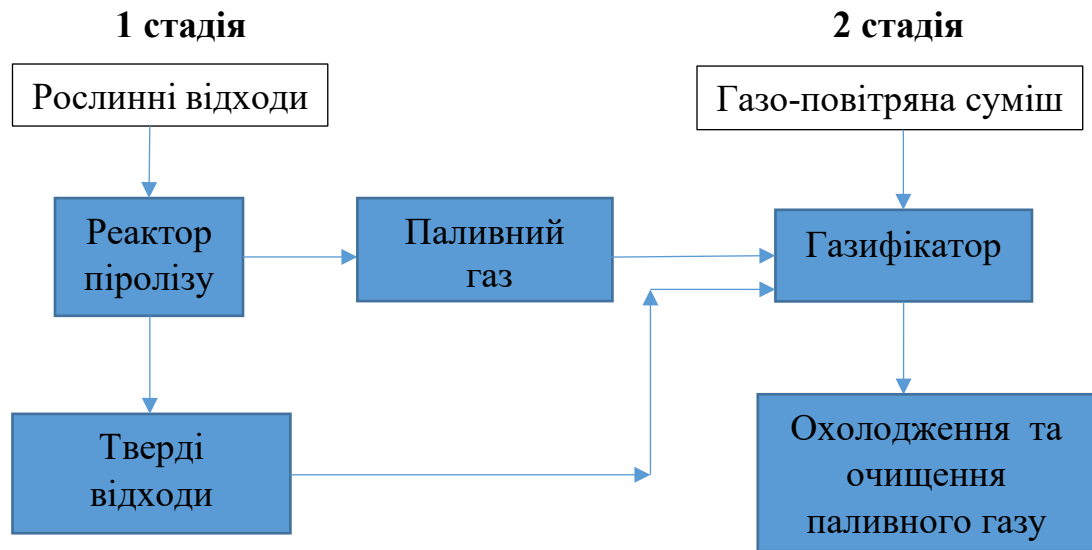 1 стадія
2 стадія
Рослинні відходи
Газо-повітряна суміш
Реактор
піролізу
Паливний
газ
Газифікатор
Тверді
відходи
Охолодження та
очищення
паливного газу